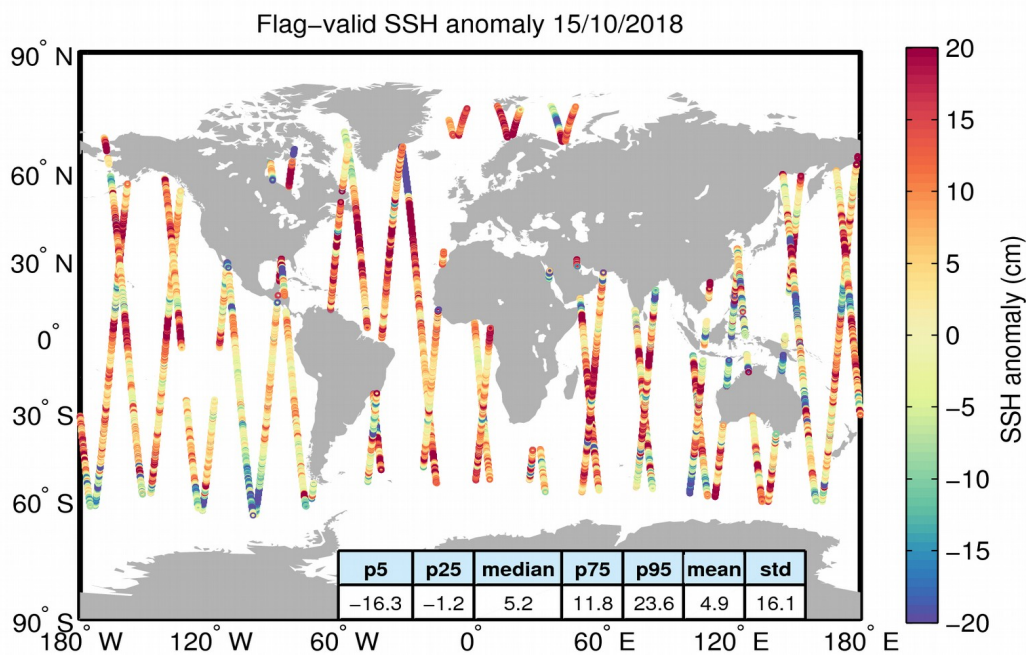 Flag−valid SSH anomaly 15/10/2018
90° N
60° N
30° N
0°
30° S
60° S
90° S
180° W
120° W
60° W
0°
60° E
120° E
180° E
p5 p25 median p75 p95 mean std
−16.3 −1.2 5.2 11.8 23.6 4.9 16.1
20
15
10
5
0
−5
−10
−15
−20
SSH anomaly (cm)